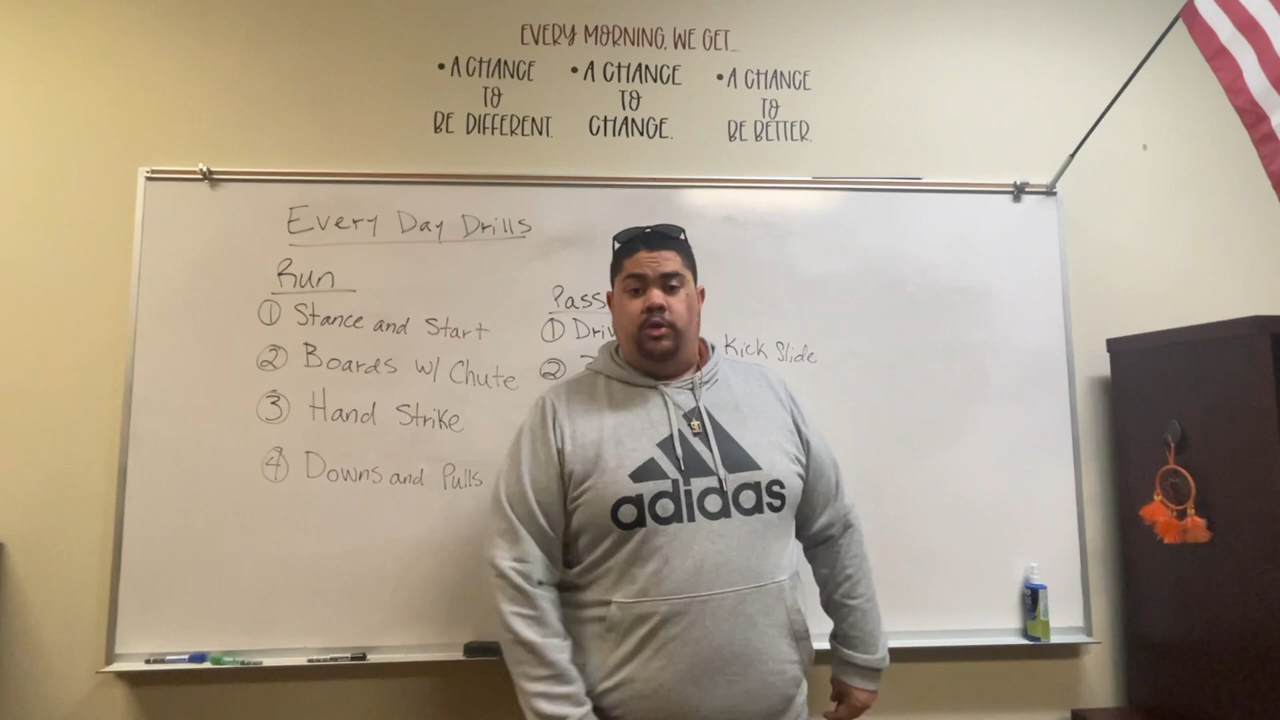 EVERY MORNING, WE GET...
• A CHANCE
TO
BE DIFFERENT.
• A CHANCE
TO
CHANGE.
• A CHANCE
TO
BE BETTER.
Every Day Drills
Run
① Stance and Start
② Boards w/ Chute
③ Hand Strike
④ Downs and Pulls
Pass
①
②
Kick Slide
adidas